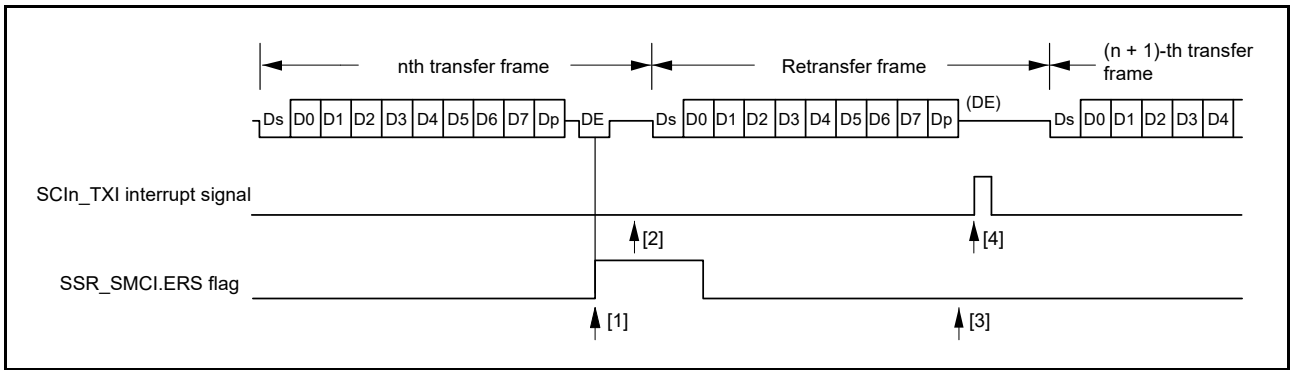 nth transfer frame
Retransfer frame
(n + 1)-th transfer
frame
(DE)
Ds D0 D1 D2 D3 D4 D5 D6 D7 Dp DE Ds D0 D1 D2 D3 D4 D5 D6 D7 Dp Ds D0 D1 D2 D3 D4
SCIn_TXI interrupt signal
[2]
[4]
SSR_SMCI.ERS flag
[1]
[3]